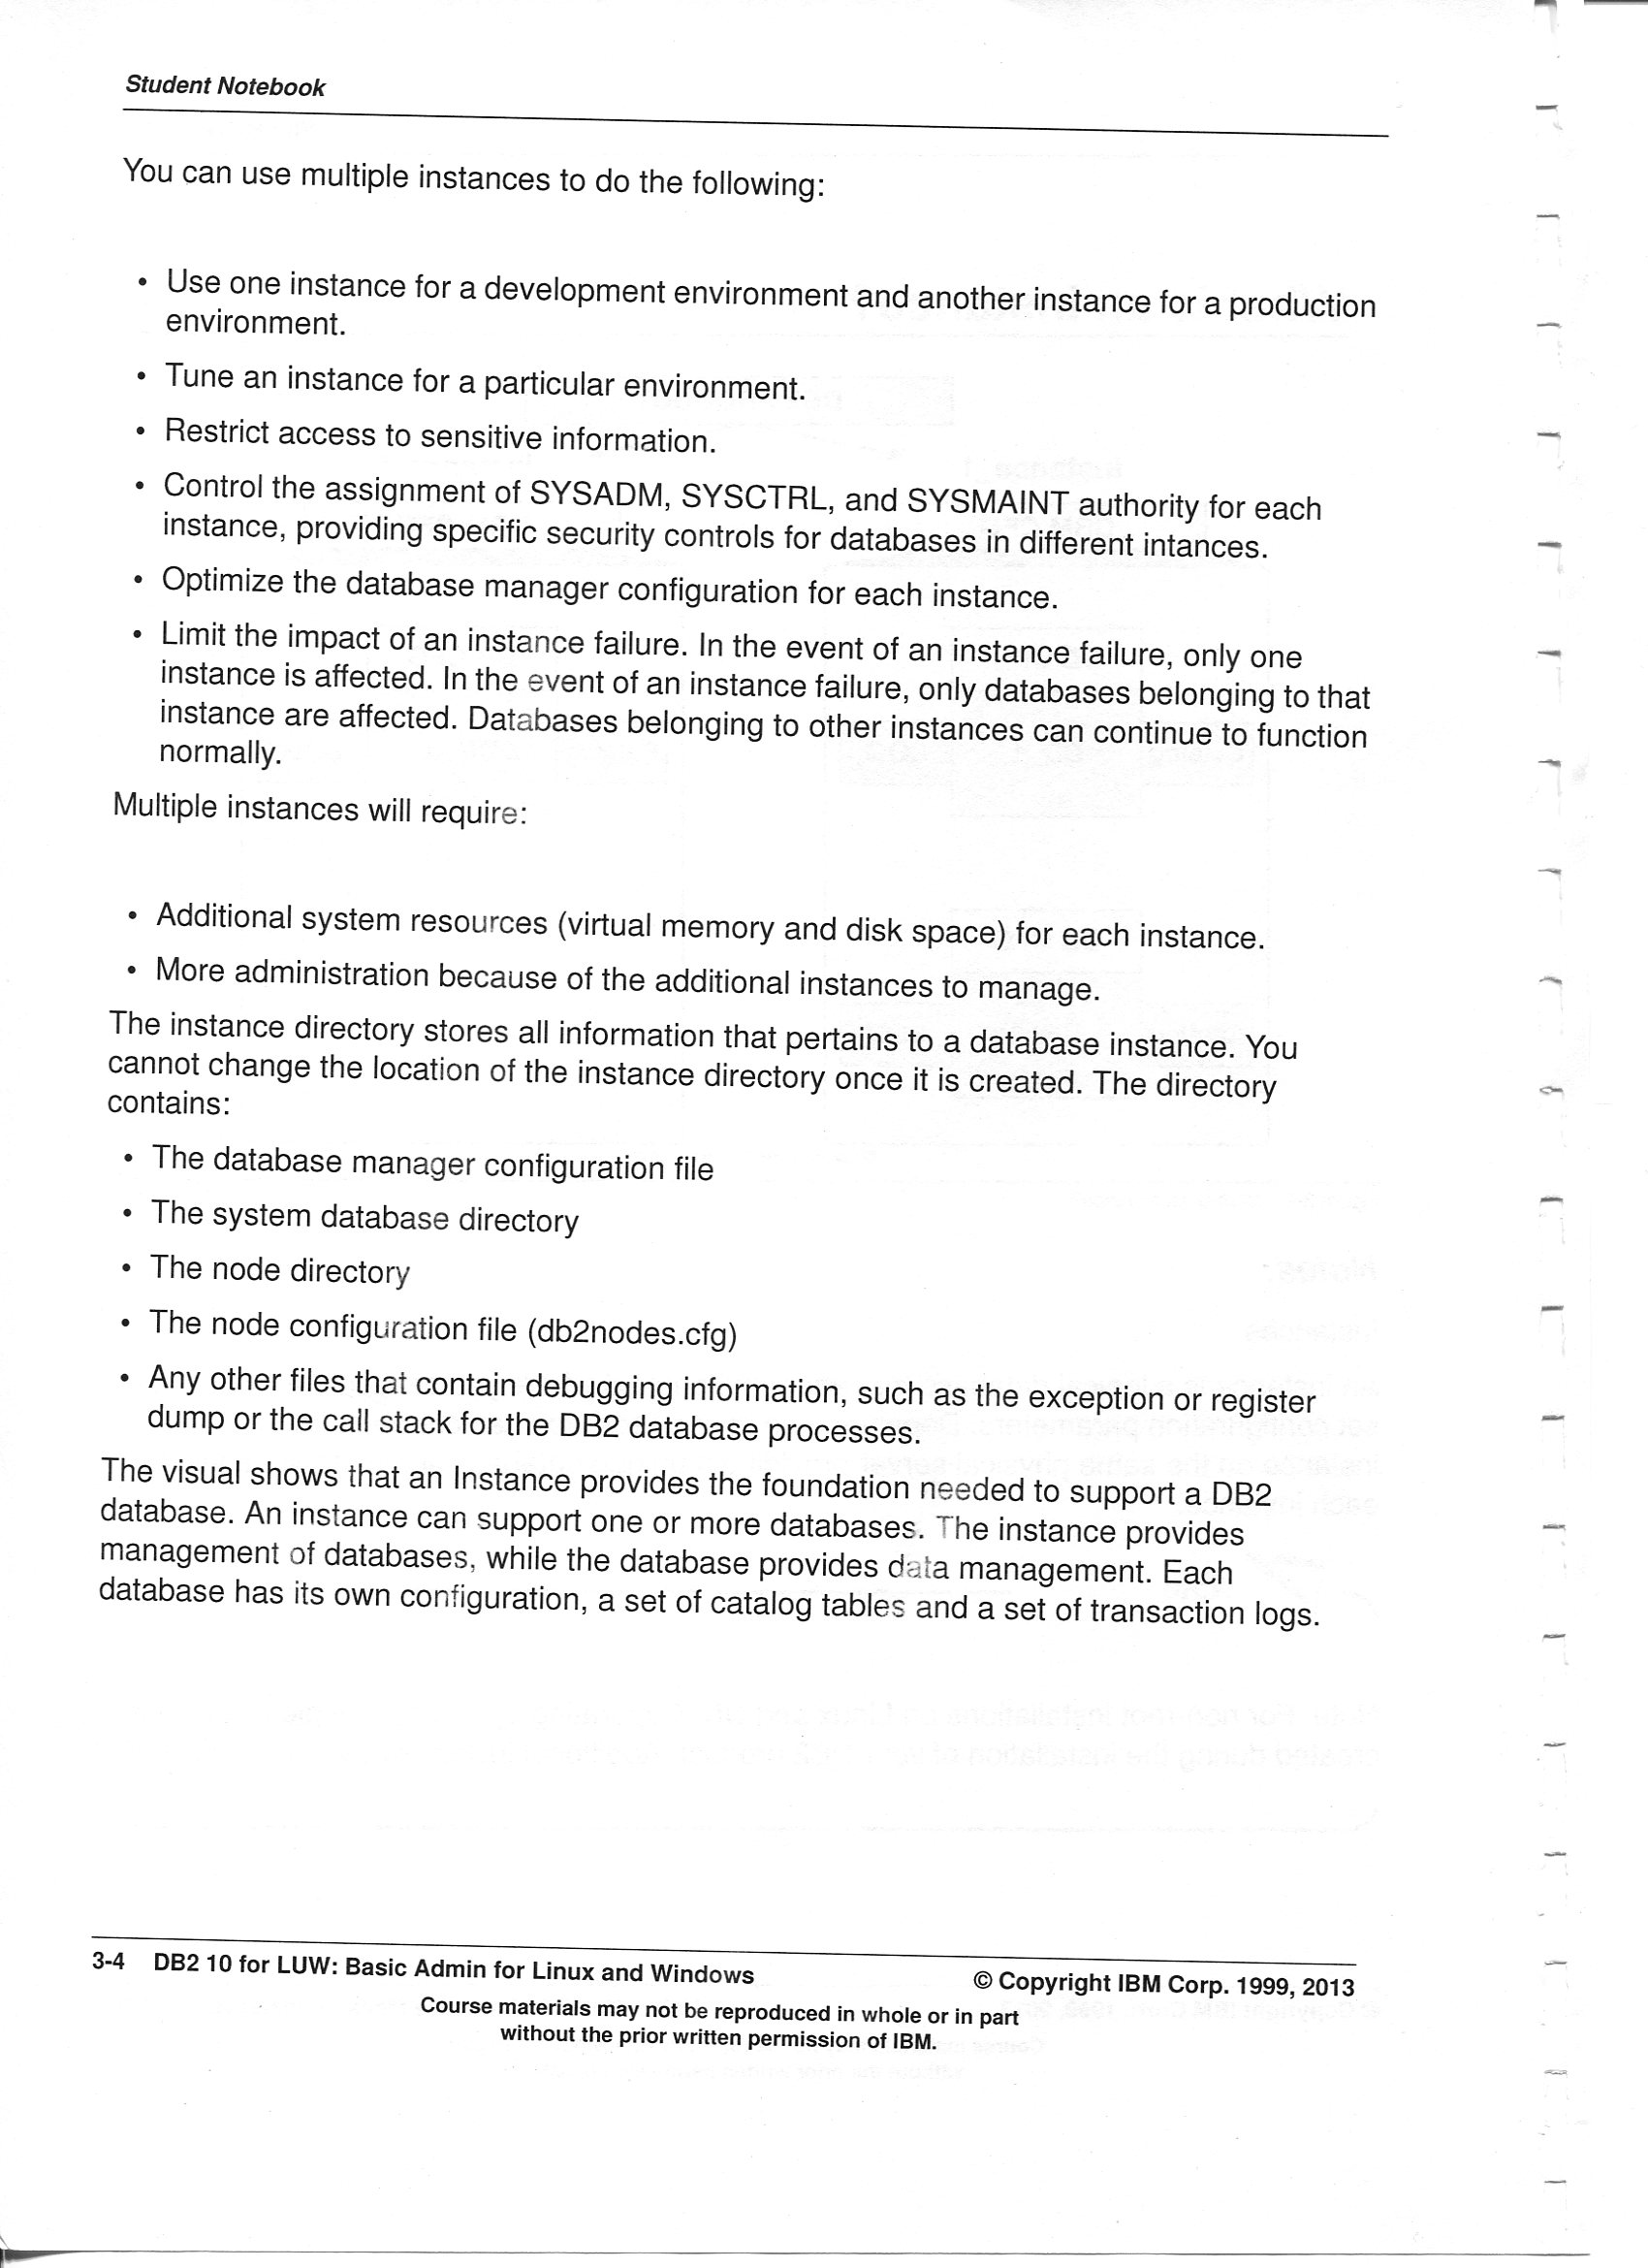 Student Notebook
You can use multiple instances to do the following:
• Use one instance for a development environment and another instance for a production
environment.
• Tune an instance for a particular environment.
• Restrict access to sensitive information.
• Control the assignment of SYSADM, SYSCTRL, and SYSMAINT authority for each
instance, providing specific security controls for databases in different intances.
• Optimize the database manager configuration for each instance.
• Limit the impact of an instance failure. In the event of an instance failure, only one
instance is affected. In the event of an instance failure, only databases belonging to that
instance are affected. Databases belonging to other instances can continue to function
normally.
Multiple instances will require:
• Additional system resources (virtual memory and disk space) for each instance.
• More administration because of the additional instances to manage.
The instance directory stores all information that pertains to a database instance. You
cannot change the location of the instance directory once it is created. The directory
contains:
• The database manager configuration file
• The system database directory
• The node directory
• The node configuration file (db2nodes.cfg)
• Any other files that contain debugging information, such as the exception or register
dump or the call stack for the DB2 database processes.
The visual shows that an Instance provides the foundation needed to support a DB2
database. An instance can support one or more databases. The instance provides
management of databases, while the database provides data management. Each
database has its own configuration, a set of catalog tables and a set of transaction logs.
3-4 DB2 10 for LUW: Basic Admin for Linux and Windows © Copyright IBM Corp. 1999, 2013
Course materials may not be reproduced in whole or in part
without the prior written permission of IBM.